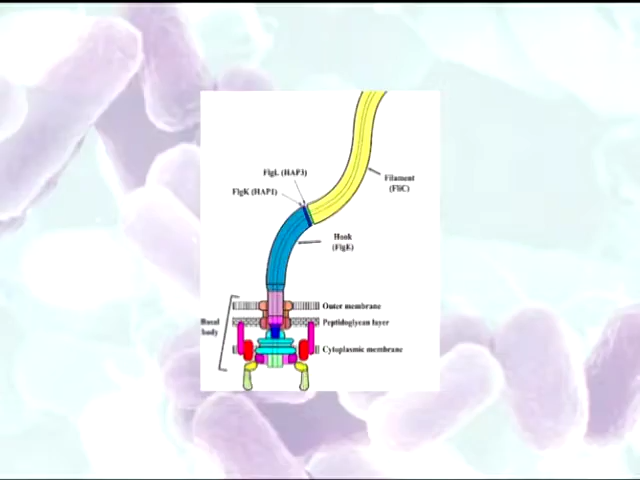 FlgL (HAP3)
FlgK (HAP1)
Filament
(FliC)
Hook
(FlgE)
Basal
body
Outer membrane
Peptidoglycan layer
Cytoplasmic membrane